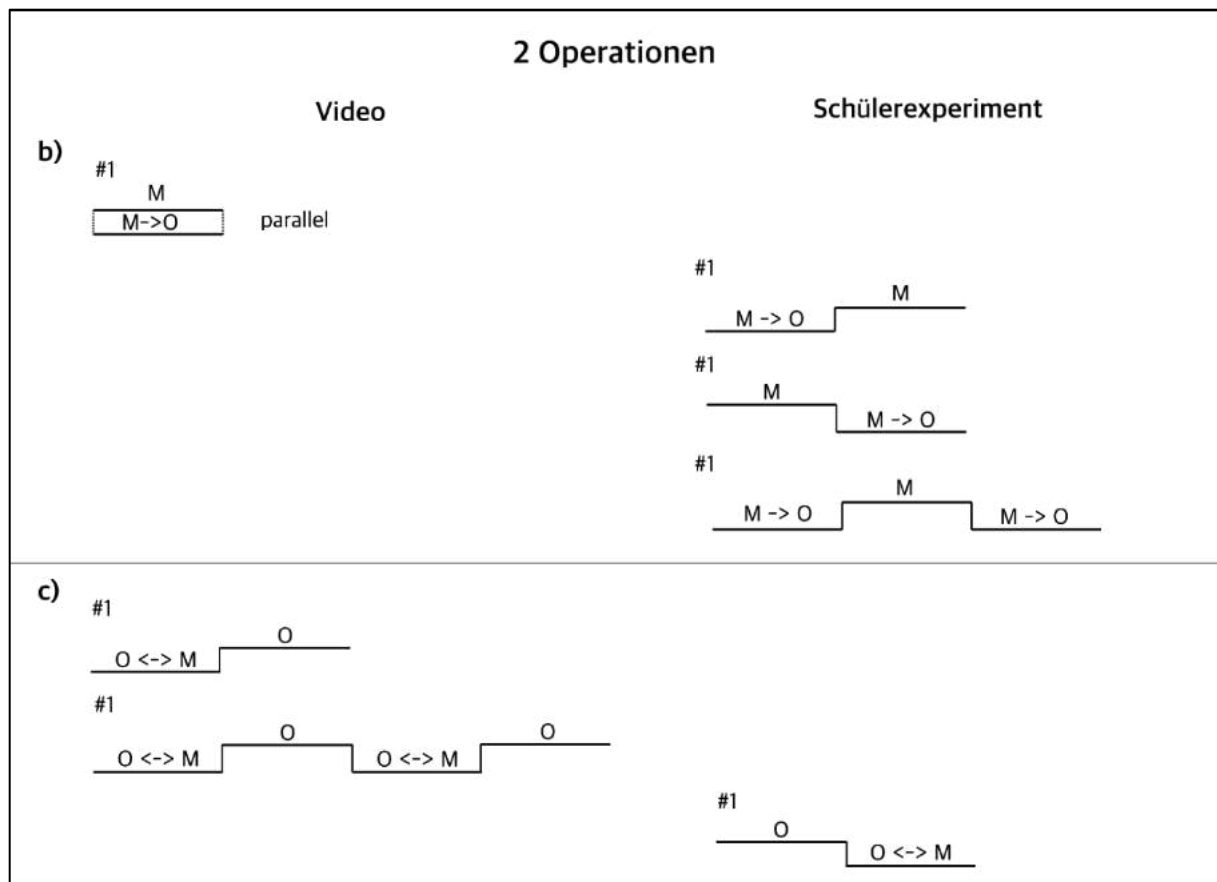 2 Operationen
Video
Schülerexperiment
b)
#1
M
M->O
parallel
#1
M
M -> O
#1
M
M -> O
#1
M
M -> O
M -> O
c)
#1
O
O <-> M
#1
O
O
O <-> M
O <-> M
#1
O
O <-> M